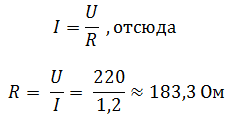 I = U/R , отсюда
R = U/I = 220/1,2 ≈ 183,3 Ом